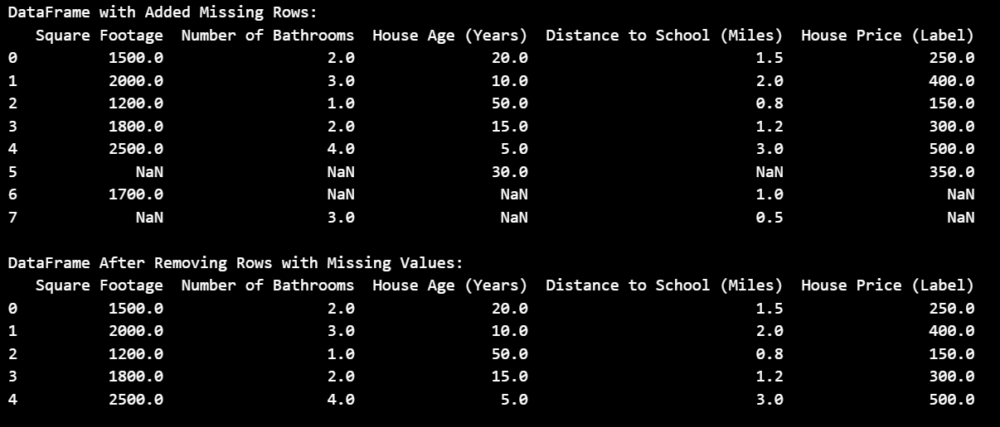 DataFrame with Added Missing Rows:
   Square Footage  Number of Bathrooms  House Age (Years)  Distance to School (Miles)  House Price (Label)
0          1500.0                  2.0               20.0                         1.5                250.0
1          2000.0                  3.0               10.0                         2.0                400.0
2          1200.0                  1.0               50.0                         0.8                150.0
3          1800.0                  2.0               15.0                         1.2                300.0
4          2500.0                  4.0                5.0                         3.0                500.0
5             NaN                  NaN               30.0                         NaN                350.0
6          1700.0                  NaN                NaN                         1.0                  NaN
7             NaN                  3.0                NaN                         0.5                  NaN
DataFrame After Removing Rows with Missing Values:
   Square Footage  Number of Bathrooms  House Age (Years)  Distance to School (Miles)  House Price (Label)
0          1500.0                  2.0               20.0                         1.5                250.0
1          2000.0                  3.0               10.0                         2.0                400.0
2          1200.0                  1.0               50.0                         0.8                150.0
3          1800.0                  2.0               15.0                         1.2                300.0
4          2500.0                  4.0                5.0                         3.0                500.0